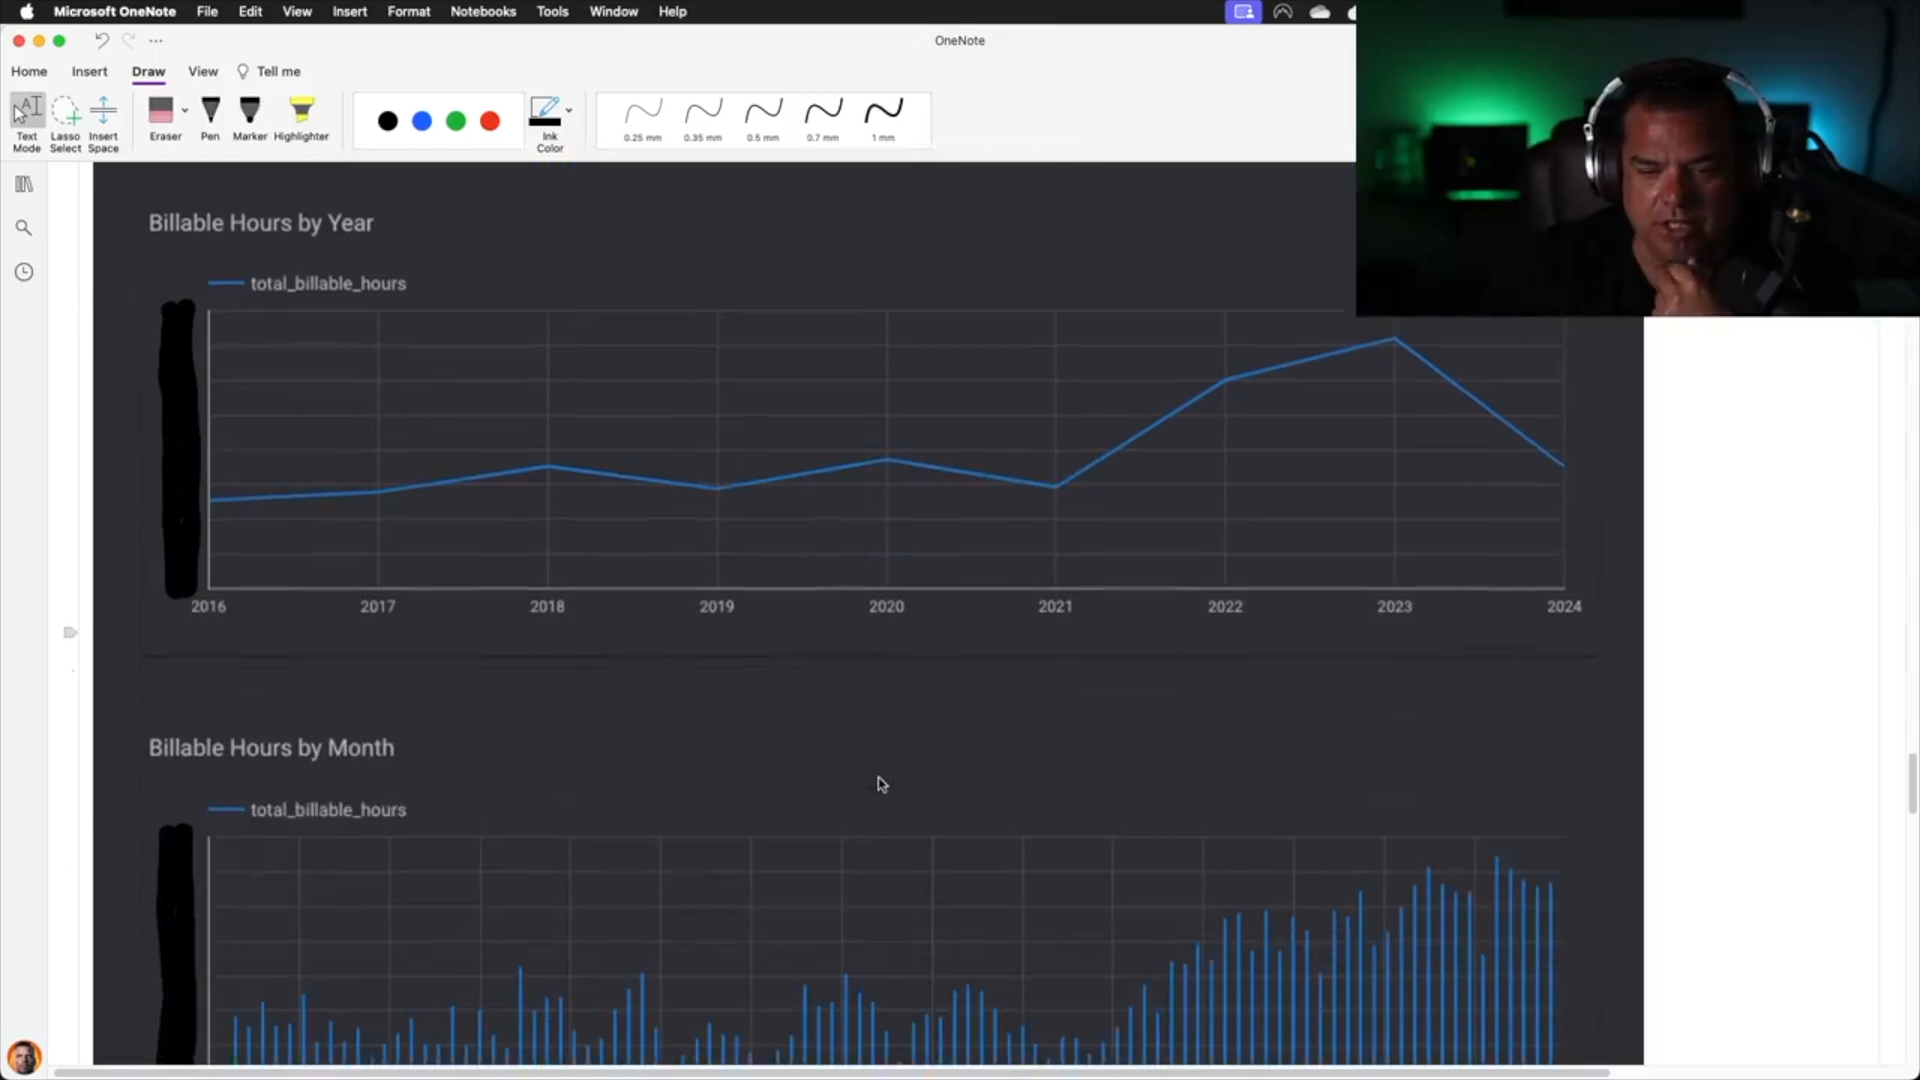 Microsoft OneNote File Edit View Insert Format Notebooks Tools Window Help
OneNote
Home Insert Draw View Tell me
Text Mode
Lasso Select
Insert Space
Eraser
Pen
Marker
Highlighter
Ink Color
0.25 mm 0.35 mm 0.5 mm 0.7 mm 1 mm
Billable Hours by Year
total_billable_hours
2016 2017 2018 2019 2020 2021 2022 2023 2024
Billable Hours by Month
total_billable_hours